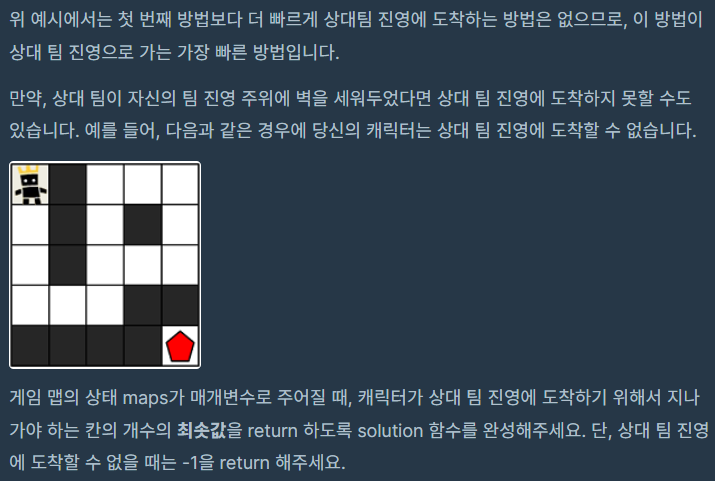 위 예시에서는 첫 번째 방법보다 더 빠르게 상대팀 진영에 도착하는 방법은 없으므로, 이 방법이
상대 팀 진영으로 가는 가장 빠른 방법입니다.
만약, 상대 팀이 자신의 팀 진영 주위에 벽을 세워두었다면 상대 팀 진영에 도착하지 못할 수도
있습니다. 예를 들어, 다음과 같은 경우에 당신의 캐릭터는 상대 팀 진영에 도착할 수 없습니다.
게임 맵의 상태 maps가 매개변수로 주어질 때, 캐릭터가 상대 팀 진영에 도착하기 위해서 지나
가야 하는 칸의 개수의 최솟값을 return 하도록 solution 함수를 완성해주세요. 단, 상대 팀 진영
에 도착할 수 없을 때는 -1을 return 해주세요.